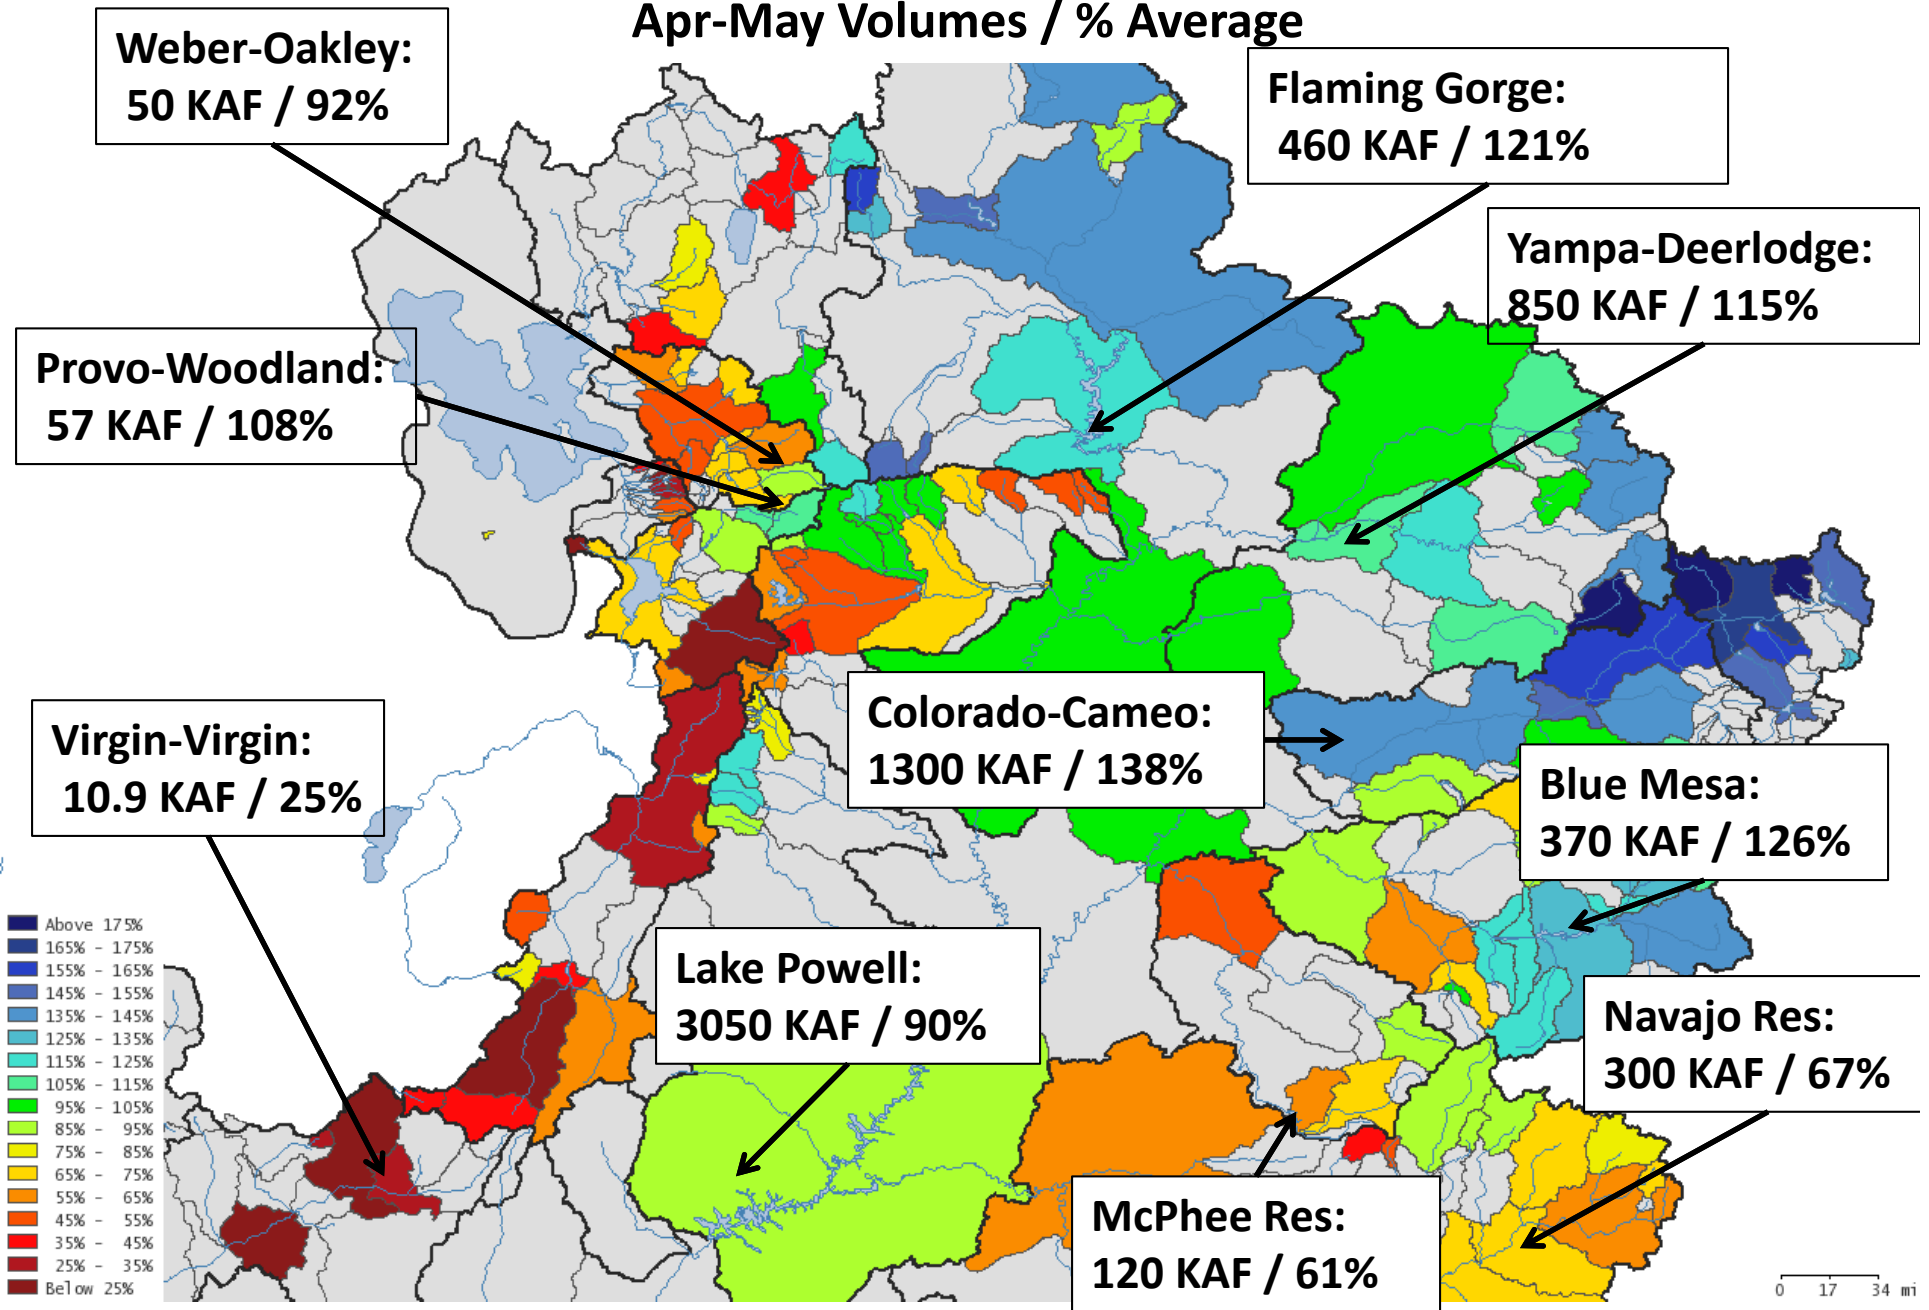 Apr-May Volumes / % Average
Weber-Oakley:
50 KAF / 92%
Flaming Gorge:
460 KAF / 121%
Yampa-Deerlodge:
850 KAF / 115%
Provo-Woodland:
57 KAF / 108%
Colorado-Cameo:
1300 KAF / 138%
Virgin-Virgin:
10.9 KAF / 25%
Blue Mesa:
370 KAF / 126%
Lake Powell:
3050 KAF / 90%
Navajo Res:
300 KAF / 67%
McPhee Res:
120 KAF / 61%
Above 175%
165% - 175%
155% - 165%
145% - 155%
135% - 145%
125% - 135%
115% - 125%
105% - 115%
95% - 105%
85% - 95%
75% - 85%
65% - 75%
55% - 65%
45% - 55%
35% - 45%
25% - 35%
Below 25%
0 17 34 mi